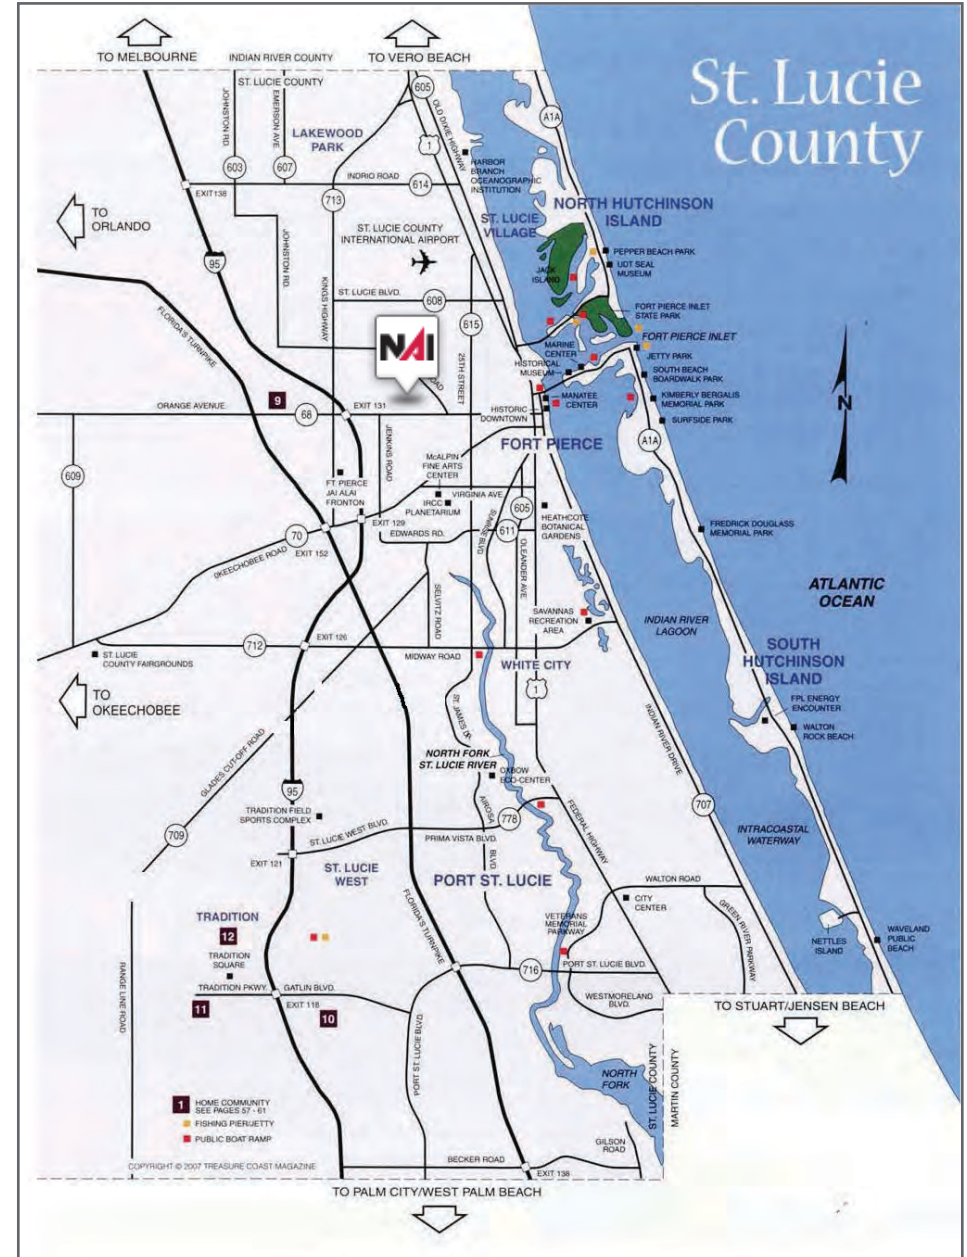 TO MELBOURNE
INDIAN RIVER COUNTY
TO VERO BEACH
ST. LUCIE COUNTY
St. Lucie
County
JOHNSTON RD
EMERSON AVE
605
OLD DIXIE HIGHWAY
A1A
LAKEWOOD
PARK
1
603
607
INDRIO ROAD
614
HARBOR
BRANCH
OCEANOGRAPHIC
INSTITUTION
EXIT 138
713
TO
ORLANDO
NORTH HUTCHINSON
ISLAND
ST. LUCIE
VILLAGE
ST. LUCIE COUNTY
INTERNATIONAL AIRPORT
JOHNSTON RD.
95
PEPPER BEACH PARK
UDT SEAL
MUSEUM
JACK
ISLAND
KINGS HIGHWAY
ST. LUCIE BLVD.
608
FLORIDA'S TURNPIKE
615
FORT PIERCE INLET
STATE PARK
FORT PIERCE INLET
NAI
25TH STREET
MARINE
CENTER
HISTORICAL
MUSEUM
JETTY PARK
SOUTH BEACH
BOARDWALK PARK
ROAD
MANATEE
CENTER
KIMBERLY BERGALIS
MEMORIAL PARK
N
9
ORANGE AVENUE
68
EXIT 131
HISTORIC
DOWNTOWN
SURFSIDE PARK
JENKINS ROAD
FORT PIERCE
A1A
609
McALPIN
FINE ARTS
CENTER
FT. PIERCE
JAI ALAI
FRONTON
VIRGINIA AVE.
IRCC
PLANETARIUM
605
SUNRISE BLVD
HEATHCOTE
BOTANICAL
GARDENS
EXIT 129
EDWARDS RD.
611
FREDRICK DOUGLASS
MEMORIAL PARK
70
OKEECHOBEE ROAD
EXIT 152
OLEANDER AVE.
SELVITZ ROAD
ATLANTIC
OCEAN
SAVANNAS
RECREATION
AREA
INDIAN RIVER
LAGOON
EXIT 126
712
ST. LUCIE
COUNTY FAIRGROUNDS
MIDWAY ROAD
WHITE CITY
SOUTH
HUTCHINSON
ISLAND
TO
OKEECHOBEE
1
FPL ENERGY
ENCOUNTER
ST. JAMES DR.
INDIAN RIVER DRIVE
WALTON
ROCK BEACH
GLADES CUT-OFF ROAD
NORTH FORK
ST. LUCIE RIVER
OXBOW
ECO-CENTER
95
TRADITION FIELD
SPORTS COMPLEX
AIROSA
BLVD
778
FEDERAL HIGHWAY
707
709
ST. LUCIE WEST BLVD.
PRIMA VISTA BLVD.
INTRACOASTAL
WATERWAY
EXIT 121
ST. LUCIE
WEST
PORT ST. LUCIE
WALTON ROAD
FLORIDA'S TURNPIKE
CITY
CENTER
GREEN RIVER PARKWAY
TRADITION
VETERANS
MEMORIAL
PARKWAY
12
NETTLES
ISLAND
WAVELAND
PUBLIC
BEACH
TRADITION
SQUARE
716
PORT ST. LUCIE BLVD.
RANGE LINE ROAD
TRADITION PKWY.
GATLIN BLVD.
WESTMORELAND
BLVD.
11
EXIT 118
10
TO STUART/JENSEN BEACH
PORT ST. LUCIE BLVD.
NORTH
FORK
ST. LUCIE COUNTY
MARTIN COUNTY
1
HOME COMMUNITY
SEE PAGES 57 - 61
FISHING PIER/JETTY
PUBLIC BOAT RAMP
GILSON
ROAD
COPYRIGHT © 2007 TREASURE COAST MAGAZINE
BECKER ROAD
EXIT 138
TO PALM CITY/WEST PALM BEACH